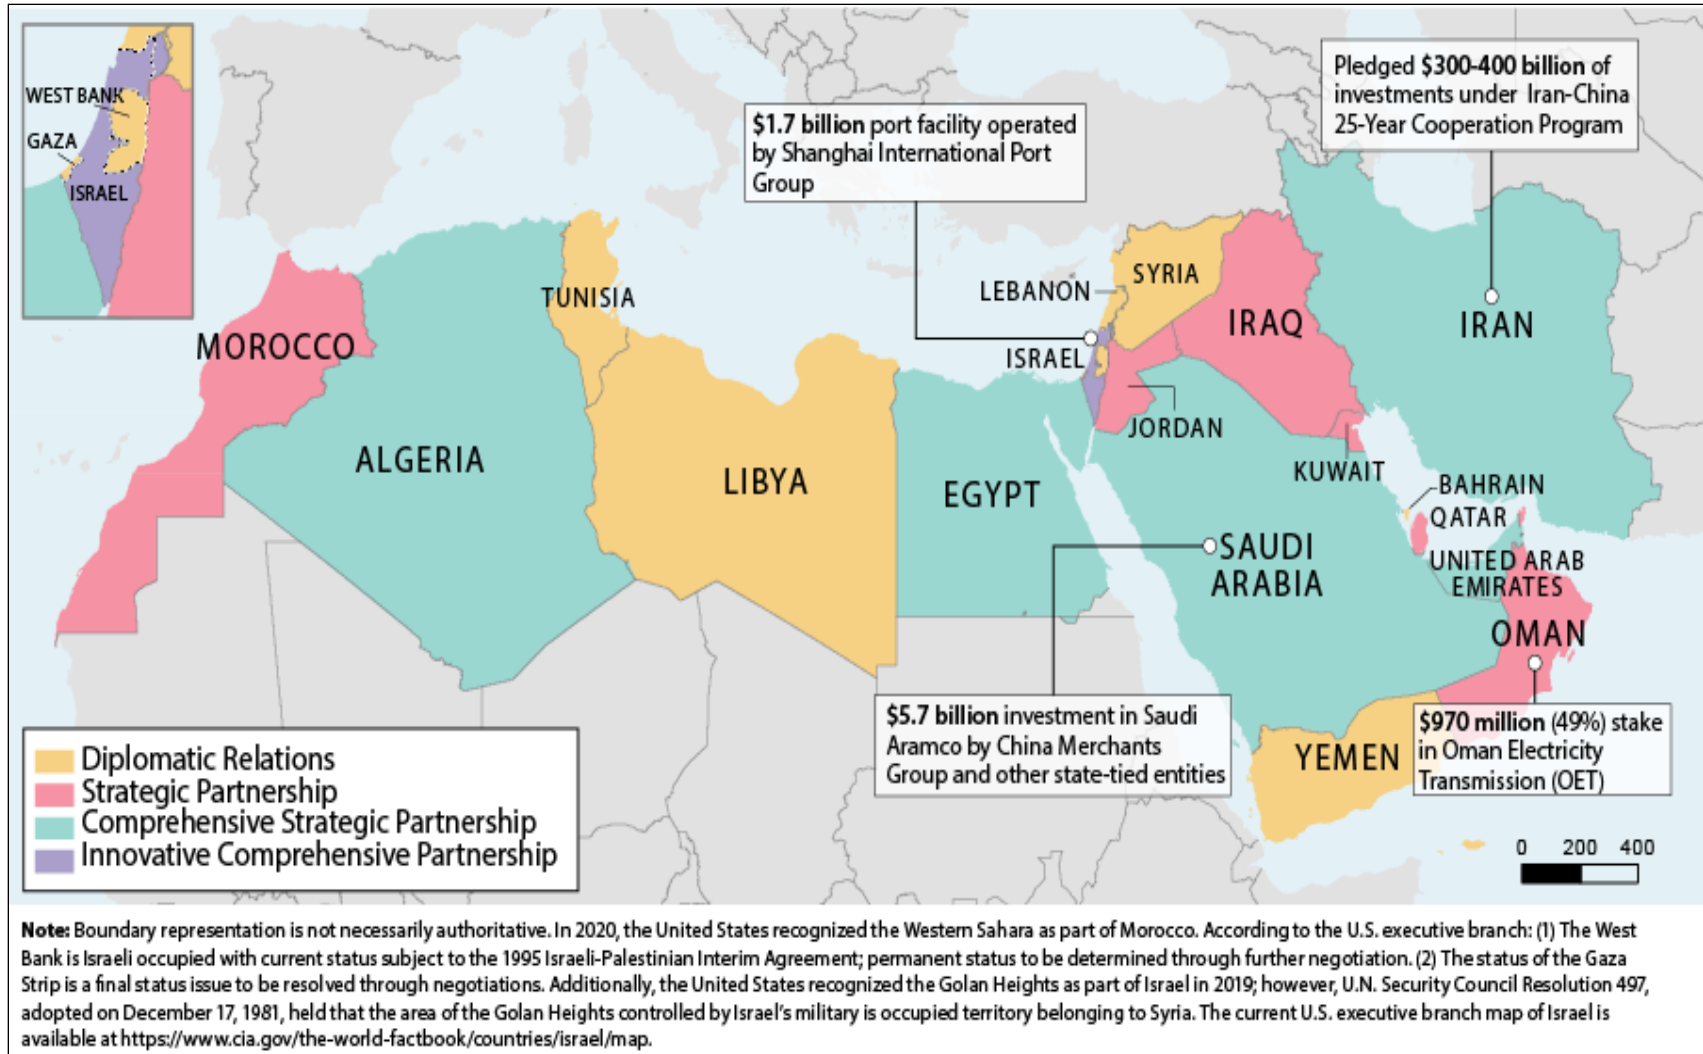 WEST BANK
GAZA
ISRAEL
$1.7 billion port facility operated
by Shanghai International Port
Group
Pledged $300-400 billion of
investments under Iran-China
25-Year Cooperation Program
MOROCCO
TUNISIA
ALGERIA
LIBYA
EGYPT
LEBANON
SYRIA
ISRAEL
IRAQ
IRAN
JORDAN
KUWAIT
BAHRAIN
QATAR
UNITED ARAB
EMIRATES
SAUDI
ARABIA
OMAN
YEMEN
$5.7 billion investment in Saudi
Aramco by China Merchants
Group and other state-tied entities
$970 million (49%) stake
in Oman Electricity
Transmission (OET)
Diplomatic Relations
Strategic Partnership
Comprehensive Strategic Partnership
Innovative Comprehensive Partnership
0 200 400
Note: Boundary representation is not necessarily authoritative. In 2020, the United States recognized the Western Sahara as part of Morocco. According to the U.S. executive branch: (1) The West
Bank is Israeli occupied with current status subject to the 1995 Israeli-Palestinian Interim Agreement; permanent status to be determined through further negotiation. (2) The status of the Gaza
Strip is a final status issue to be resolved through negotiations. Additionally, the United States recognized the Golan Heights as part of Israel in 2019; however, U.N. Security Council Resolution 497,
adopted on December 17, 1981, held that the area of the Golan Heights controlled by Israel's military is occupied territory belonging to Syria. The current U.S. executive branch map of Israel is
available at https://www.cia.gov/the-world-factbook/countries/israel/map.